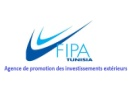 FIPA
TUNISIA
Agence de promotion des investissements extérieurs